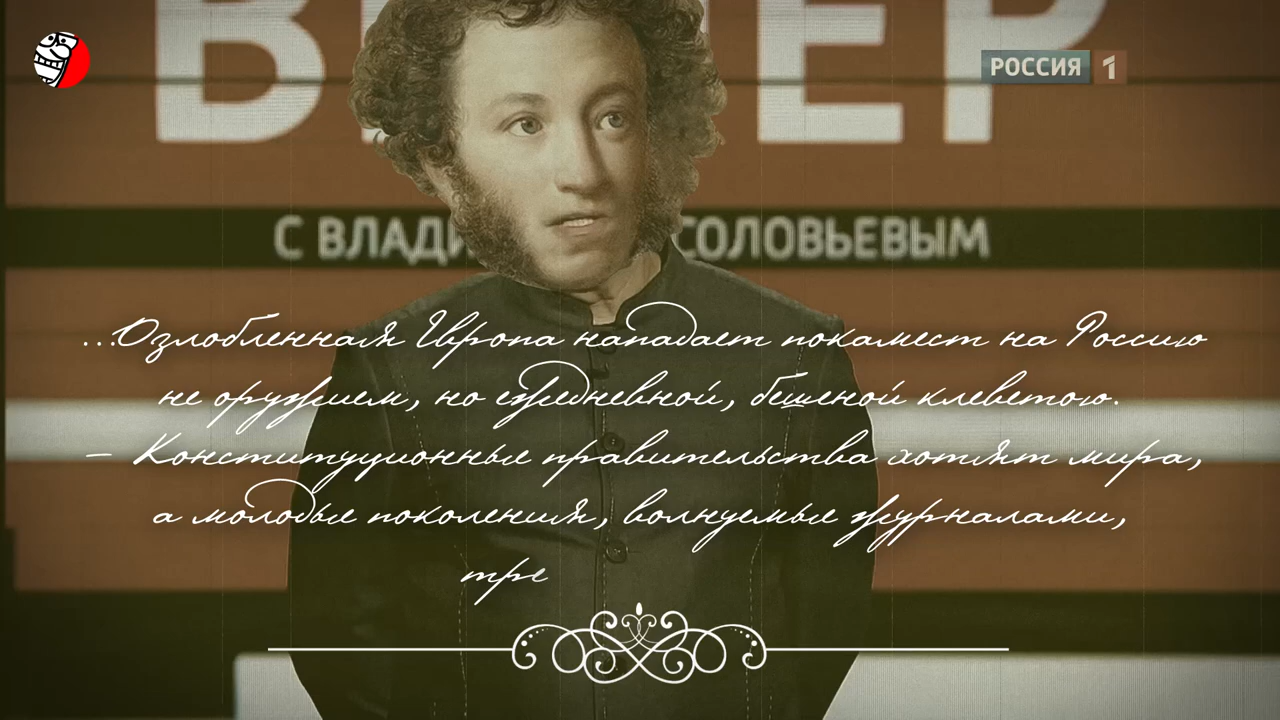 ВЕЧЕР
РОССИЯ 1
С ВЛАДИ СОЛОВЬЕВЫМ
...Озлобленная Европа нападает покамест на Россию
не оружием, но ежедневной, бешеной клеветою.
– Конституционные правительства хотят мира,
а молодые поколения, волнуемые журналами,
тре